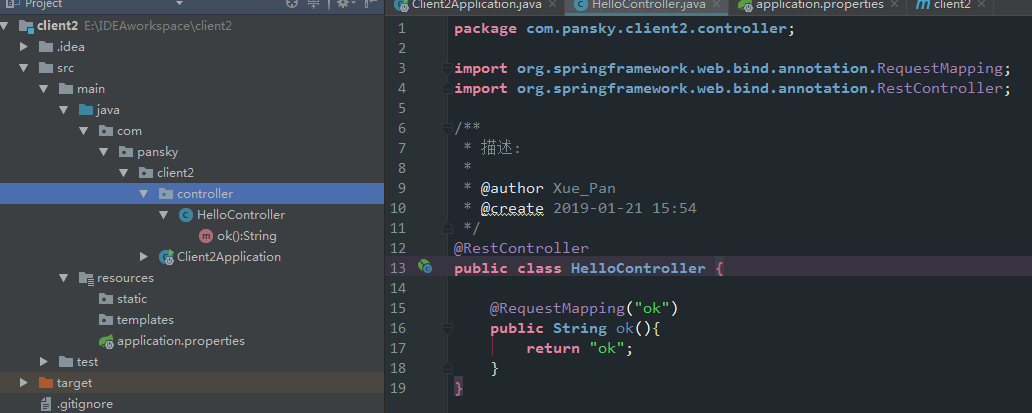 Project
client2 E:\IDEAworkspace\client2
.idea
src
main
java
com
pansky
client2
controller
HelloController
ok():String
Client2Application
resources
static
templates
application.properties
test
target
.gitignore
Client2Application.java
HelloController.java
application.properties
client2
1 package com.pansky.client2.controller;
2
3 import org.springframework.web.bind.annotation.RequestMapping;
4 import org.springframework.web.bind.annotation.RestController;
5
6 /**
7 * 描述:
8 *
9 * @author Xue_Pan
10 * @create 2019-01-21 15:54
11 */
12 @RestController
13 public class HelloController {
14
15 @RequestMapping("ok")
16 public String ok(){
17 return "ok";
18 }
19 }